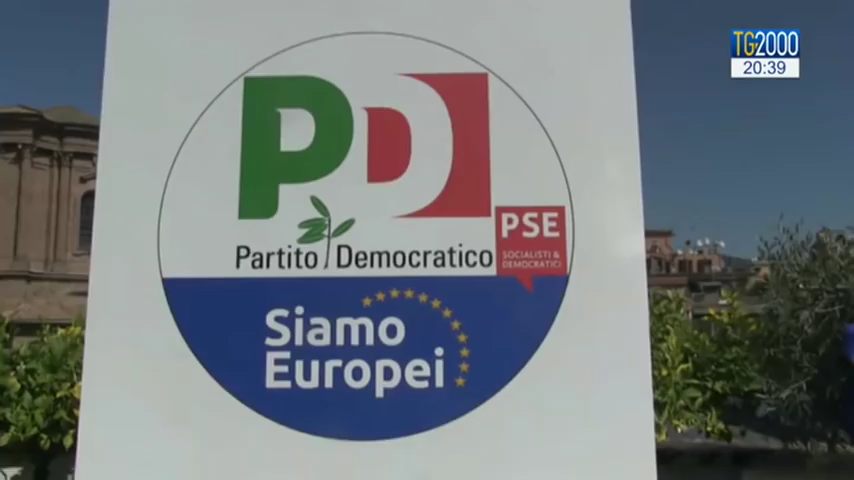 TG2000
20:39
PD
Partito Democratico
PSE
SOCIALISTI &
DEMOCRATICI
Siamo
Europei